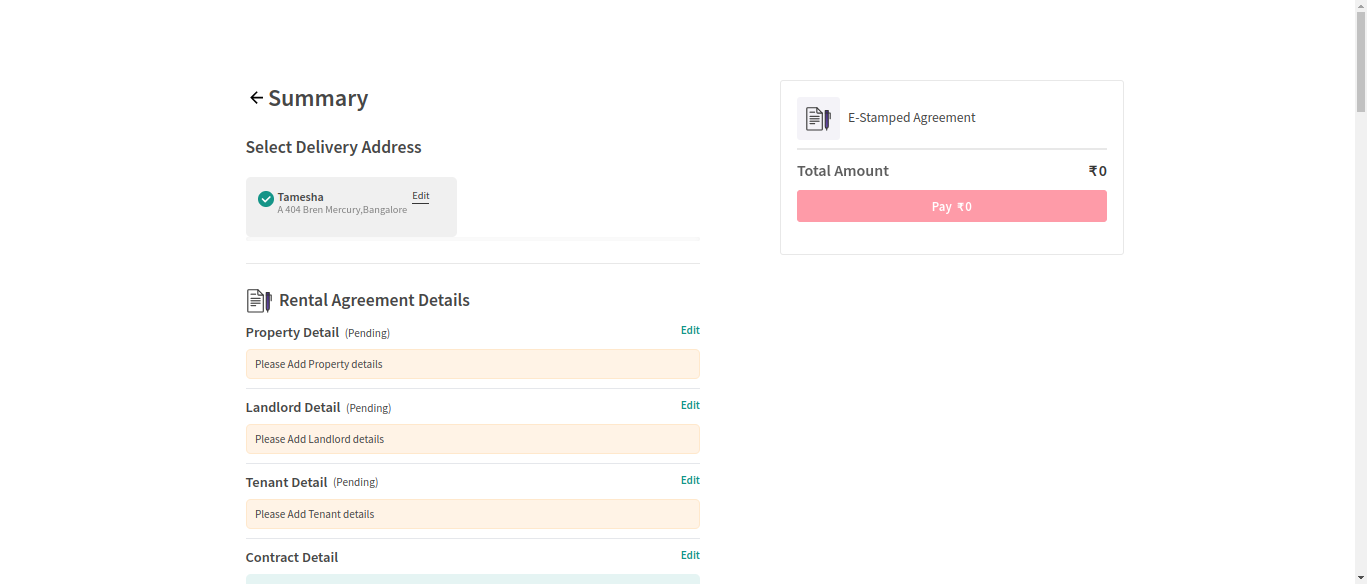 Summary
Select Delivery Address
Tamesha
Edit
A 404 Bren Mercury,Bangalore
Rental Agreement Details
Property Detail (Pending)
Edit
Please Add Property details
Landlord Detail (Pending)
Edit
Please Add Landlord details
Tenant Detail (Pending)
Edit
Please Add Tenant details
Contract Detail
Edit
E-Stamped Agreement
Total Amount ₹0
Pay ₹0